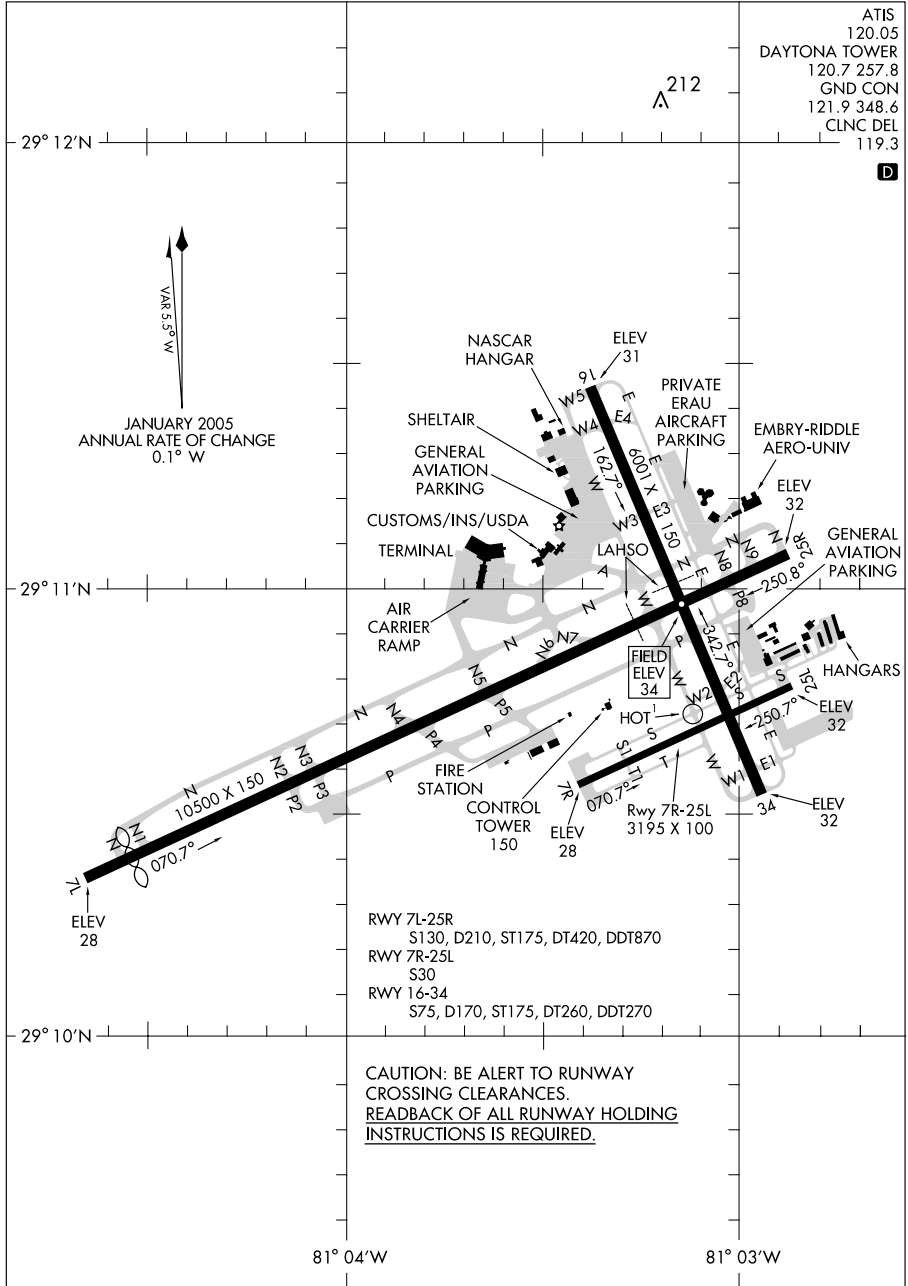 ATIS
120.05
DAYTONA TOWER
120.7 257.8
GND CON
121.9 348.6
CLNC DEL
119.3
D
212
29° 12'N
VAR 5.5° W
JANUARY 2005
ANNUAL RATE OF CHANGE
0.1° W
NASCAR
HANGAR
ELEV
31
16
W5
E
PRIVATE
ERAU
AIRCRAFT
PARKING
SHELTAIR
W4
E4
EMBRY-RIDDLE
AERO-UNIV
GENERAL
AVIATION
PARKING
162.7°
6001 X 150
E
W
E3
W3
ELEV
32
CUSTOMS/INS/USDA
TERMINAL
LAHSO
N
N
N9
N8
E
25R
GENERAL
AVIATION
PARKING
29° 11'N
A
W
250.8°
P8
AIR
CARRIER
RAMP
N
N
N7
N6
FIELD
ELEV
34
P
342.7°
E
HANGARS
N5
P5
W
W2
E2
S
S
25L
HOT 1
ELEV
32
250.7°
N
N4
P4
P
S
E
FIRE
STATION
S1
T1
T
W
W1
E1
N3
N2
P3
P2
P
CONTROL
TOWER
150
7R
070.7°
Rwy 7R-25L
3195 X 100
34
ELEV
32
ELEV
28
N
10500 X 150
N
N1
070.7°
7L
ELEV
28
RWY 7L-25R
S130, D210, ST175, DT420, DDT870
RWY 7R-25L
S30
RWY 16-34
S75, D170, ST175, DT260, DDT270
29° 10'N
CAUTION: BE ALERT TO RUNWAY
CROSSING CLEARANCES.
READBACK OF ALL RUNWAY HOLDING
INSTRUCTIONS IS REQUIRED.
81° 04'W
81° 03'W